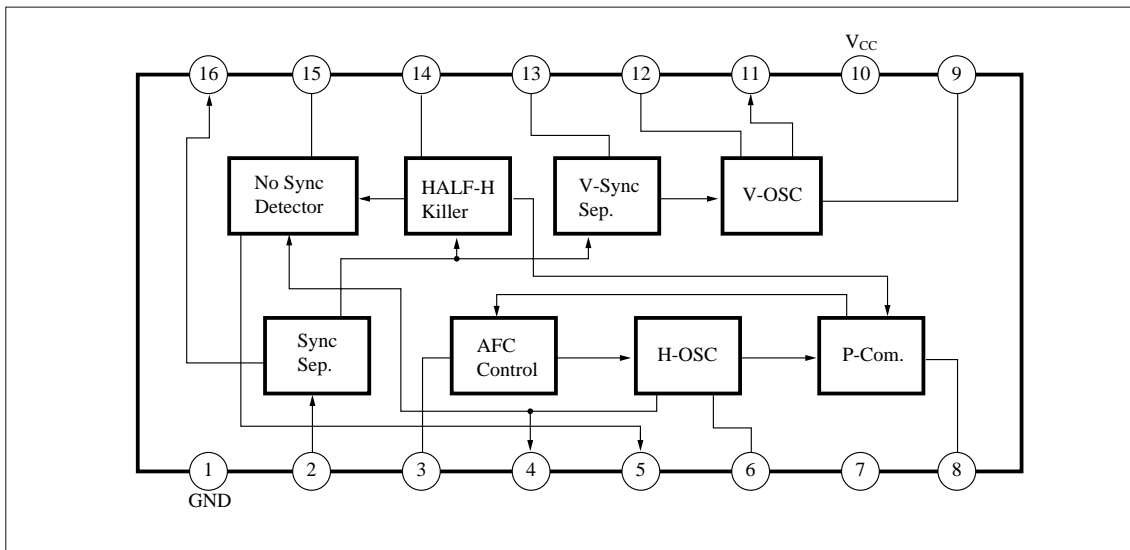 V_CC
16 15 14 13 12 11 10 9
No Sync
Detector
HALF-H
Killer
V-Sync
Sep.
V-OSC
Sync
Sep.
AFC
Control
H-OSC
P-Com.
1 2 3 4 5 6 7 8
GND